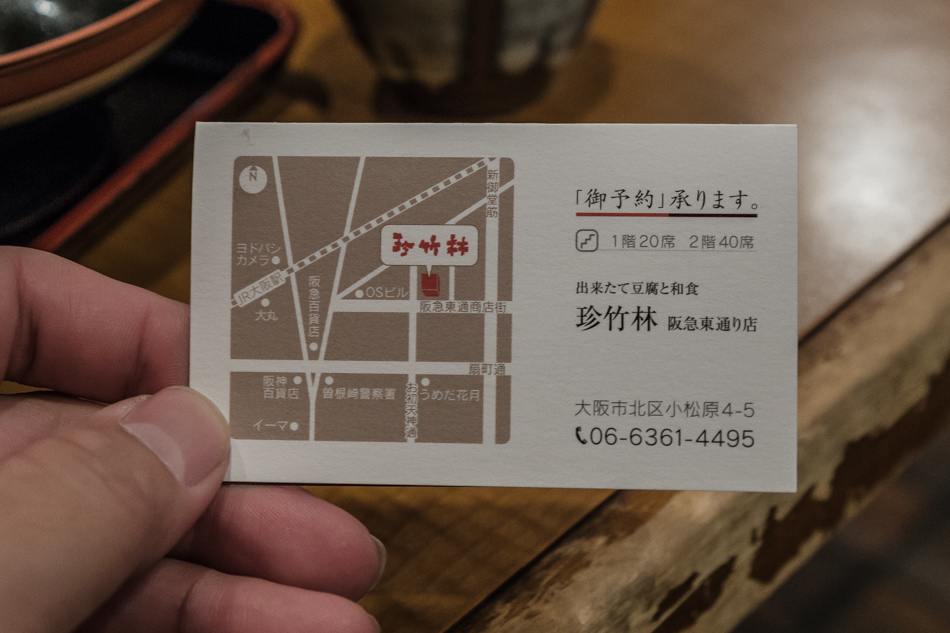 N
新御堂筋
珍竹林
ヨドバシ
カメラ
JR大阪駅
大丸
阪急百貨店
OSビル
阪急東通商店街
扇町通
阪神
百貨店
曽根崎警察署
お初天神通
うめだ花月
イーマ
「御予約」承ります。
1階20席 2階40席
出来たて豆腐と和食
珍竹林 阪急東通り店
大阪市北区小松原4-5
06-6361-4495